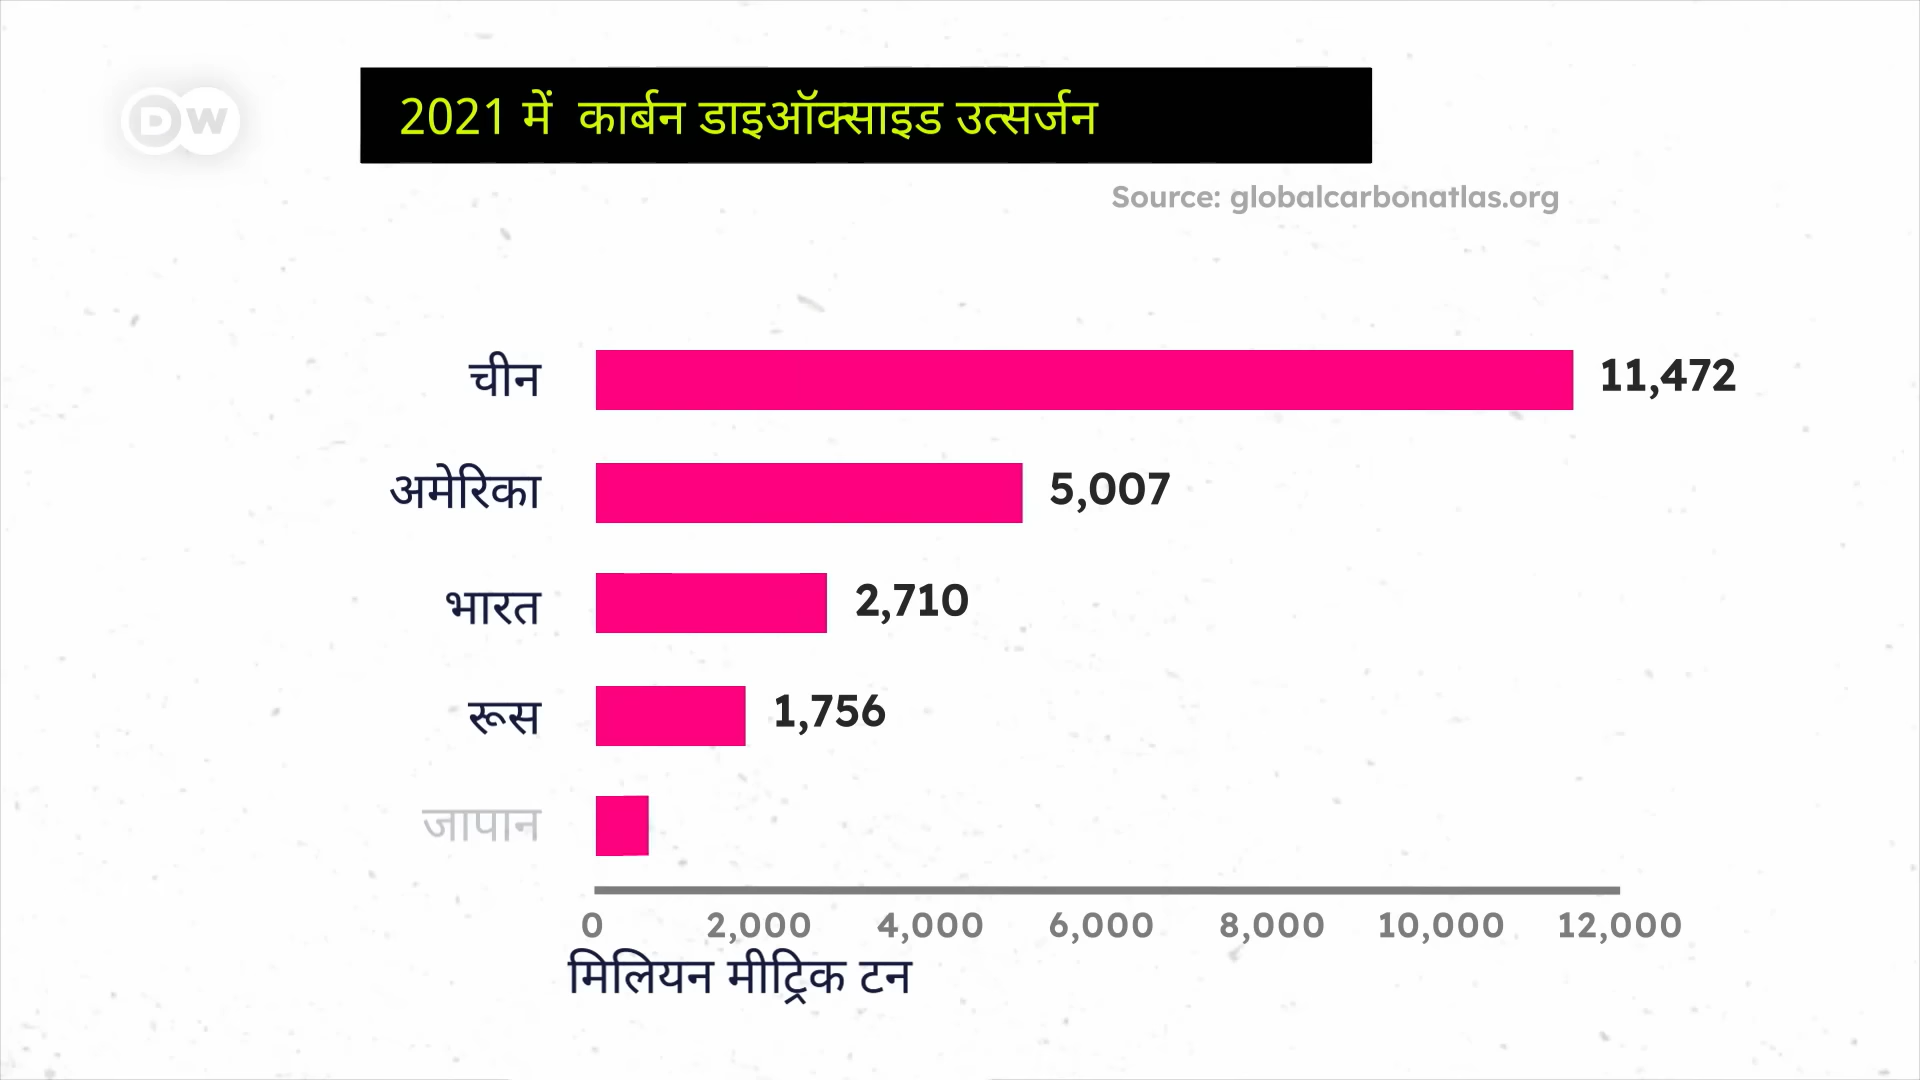 DW
2021 में कार्बन डाइऑक्साइड उत्सर्जन
Source: globalcarbonatlas.org
चीन 11,472
अमेरिका 5,007
भारत 2,710
रूस 1,756
जापान
0 2,000 4,000 6,000 8,000 10,000 12,000
मिलियन मीट्रिक टन